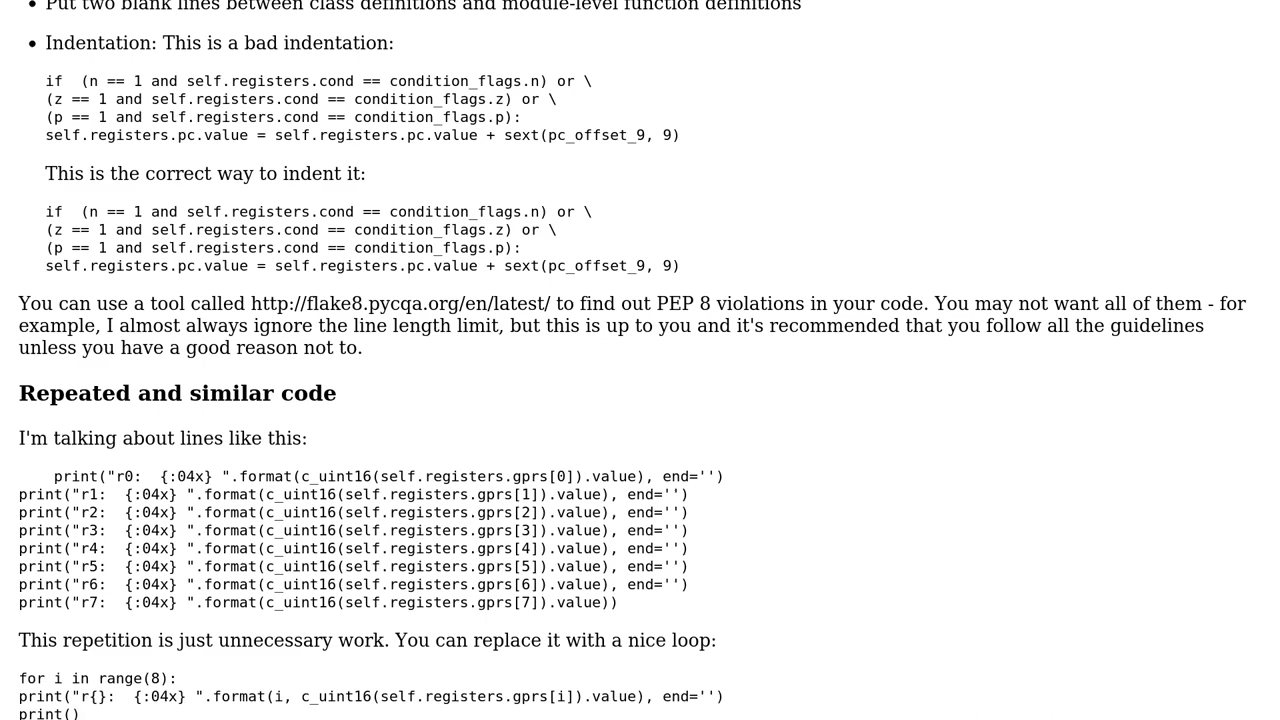 Put two blank lines between class definitions and module-level function definitions
Indentation: This is a bad indentation:
if  (n == 1 and self.registers.cond == condition_flags.n) or \
(z == 1 and self.registers.cond == condition_flags.z) or \
(p == 1 and self.registers.cond == condition_flags.p):
self.registers.pc.value = self.registers.pc.value + sext(pc_offset_9, 9)
This is the correct way to indent it:
if  (n == 1 and self.registers.cond == condition_flags.n) or \
(z == 1 and self.registers.cond == condition_flags.z) or \
(p == 1 and self.registers.cond == condition_flags.p):
self.registers.pc.value = self.registers.pc.value + sext(pc_offset_9, 9)
You can use a tool called http://flake8.pycqa.org/en/latest/ to find out PEP 8 violations in your code. You may not want all of them - for
example, I almost always ignore the line length limit, but this is up to you and it's recommended that you follow all the guidelines
unless you have a good reason not to.
Repeated and similar code
I'm talking about lines like this:
    print("r0:  {:04x} ".format(c_uint16(self.registers.gprs[0]).value), end='')
print("r1:  {:04x} ".format(c_uint16(self.registers.gprs[1]).value), end='')
print("r2:  {:04x} ".format(c_uint16(self.registers.gprs[2]).value), end='')
print("r3:  {:04x} ".format(c_uint16(self.registers.gprs[3]).value), end='')
print("r4:  {:04x} ".format(c_uint16(self.registers.gprs[4]).value), end='')
print("r5:  {:04x} ".format(c_uint16(self.registers.gprs[5]).value), end='')
print("r6:  {:04x} ".format(c_uint16(self.registers.gprs[6]).value), end='')
print("r7:  {:04x} ".format(c_uint16(self.registers.gprs[7]).value))
This repetition is just unnecessary work. You can replace it with a nice loop:
for i in range(8):
print("r{}:  {:04x} ".format(i, c_uint16(self.registers.gprs[i]).value), end='')
print()